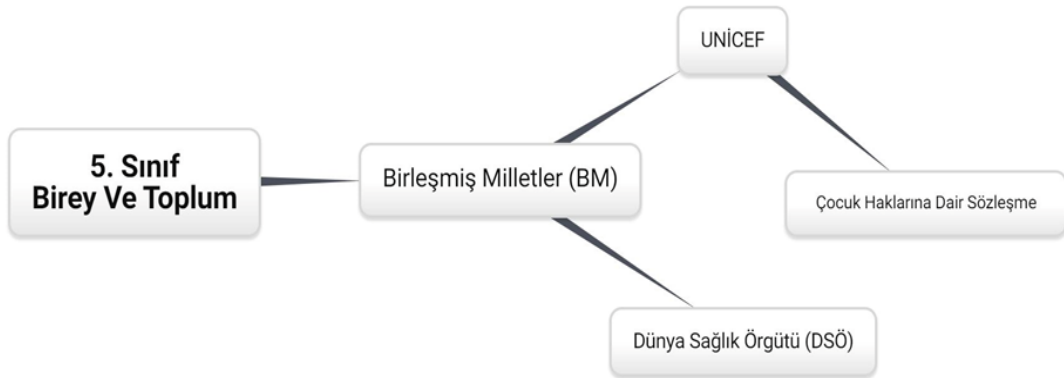 UNİCEF
5. Sınıf
Birey Ve Toplum
Birleşmiş Milletler (BM)
Çocuk Haklarına Dair Sözleşme
Dünya Sağlık Örgütü (DSÖ)